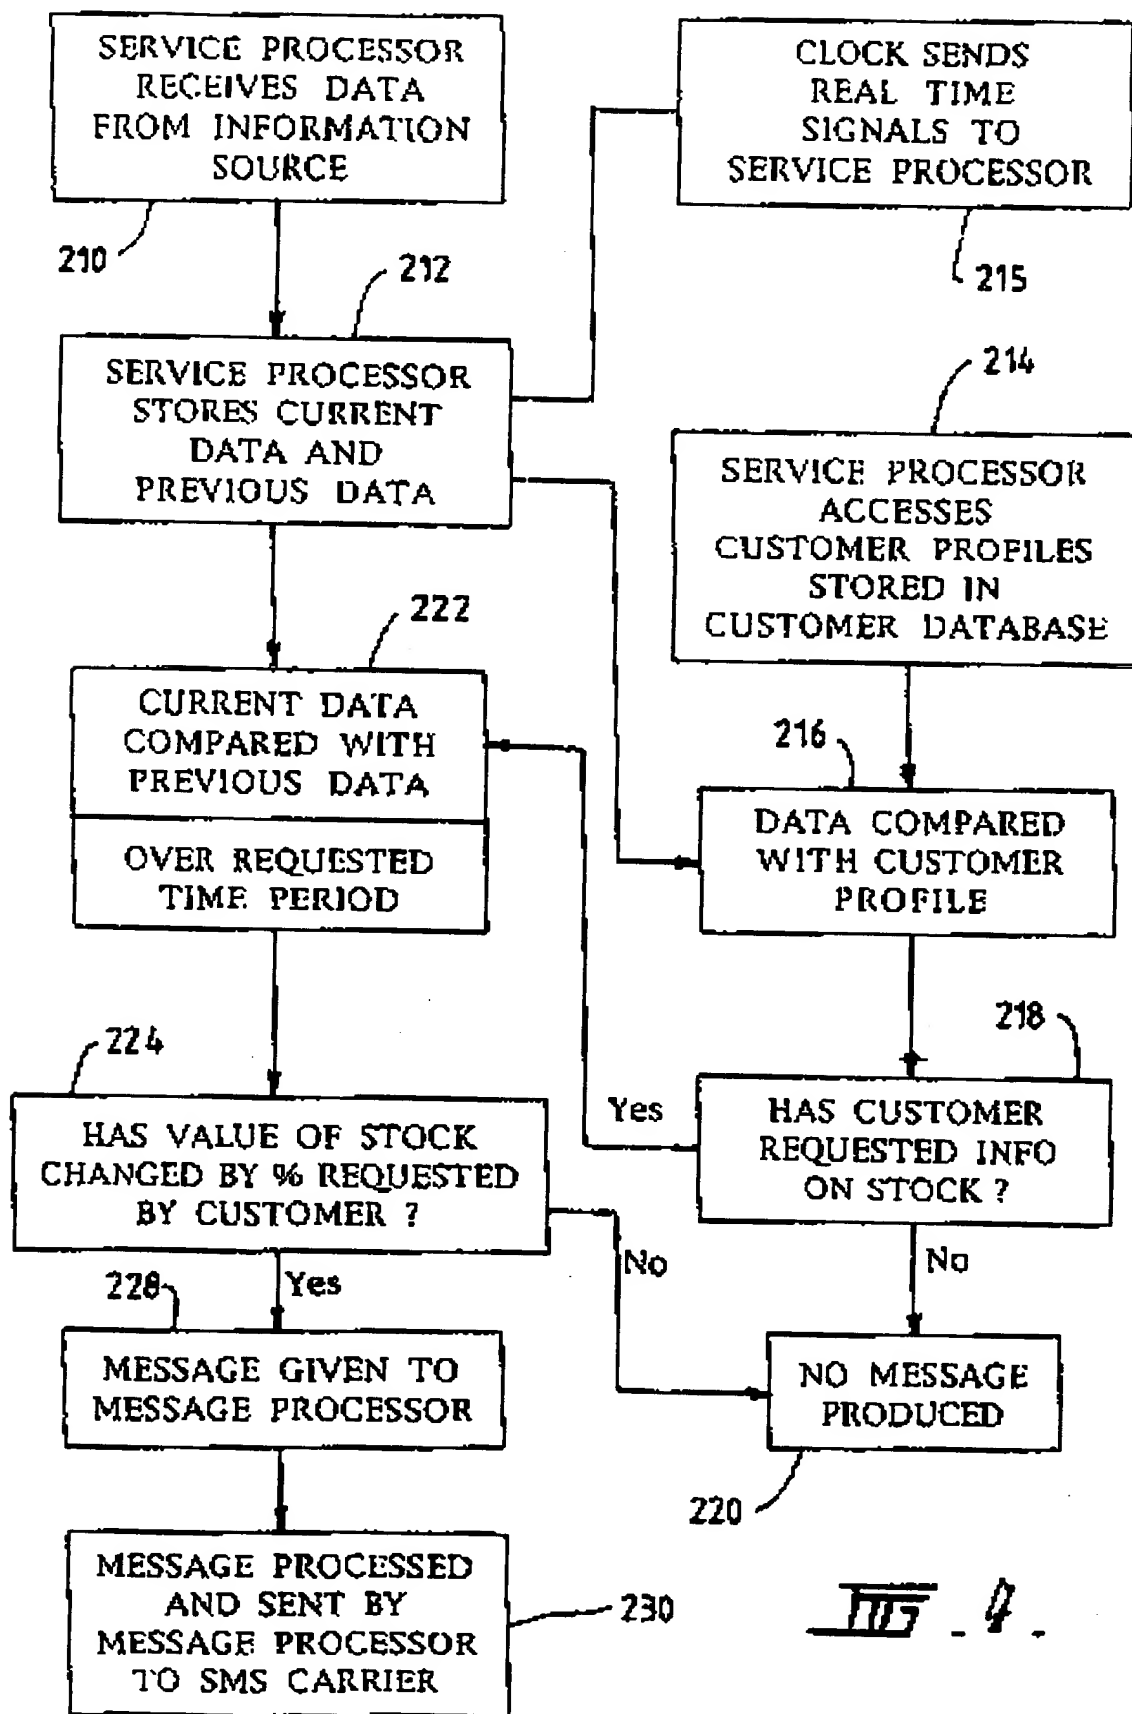 SERVICE PROCESSOR
RECEIVES DATA
FROM INFORMATION
SOURCE
210
CLOCK SENDS
REAL TIME
SIGNALS TO
SERVICE PROCESSOR
215
212
SERVICE PROCESSOR
STORES CURRENT
DATA AND
PREVIOUS DATA
214
SERVICE PROCESSOR
ACCESSES
CUSTOMER PROFILES
STORED IN
CUSTOMER DATABASE
222
CURRENT DATA
COMPARED WITH
PREVIOUS DATA
OVER REQUESTED
TIME PERIOD
216
DATA COMPARED
WITH CUSTOMER
PROFILE
224
HAS VALUE OF STOCK
CHANGED BY % REQUESTED
BY CUSTOMER ?
218
Yes
HAS CUSTOMER
REQUESTED INFO
ON STOCK ?
No
No
228
Yes
MESSAGE GIVEN TO
MESSAGE PROCESSOR
NO MESSAGE
PRODUCED
220
MESSAGE PROCESSED
AND SENT BY
MESSAGE PROCESSOR
TO SMS CARRIER
230
FIG. 4.